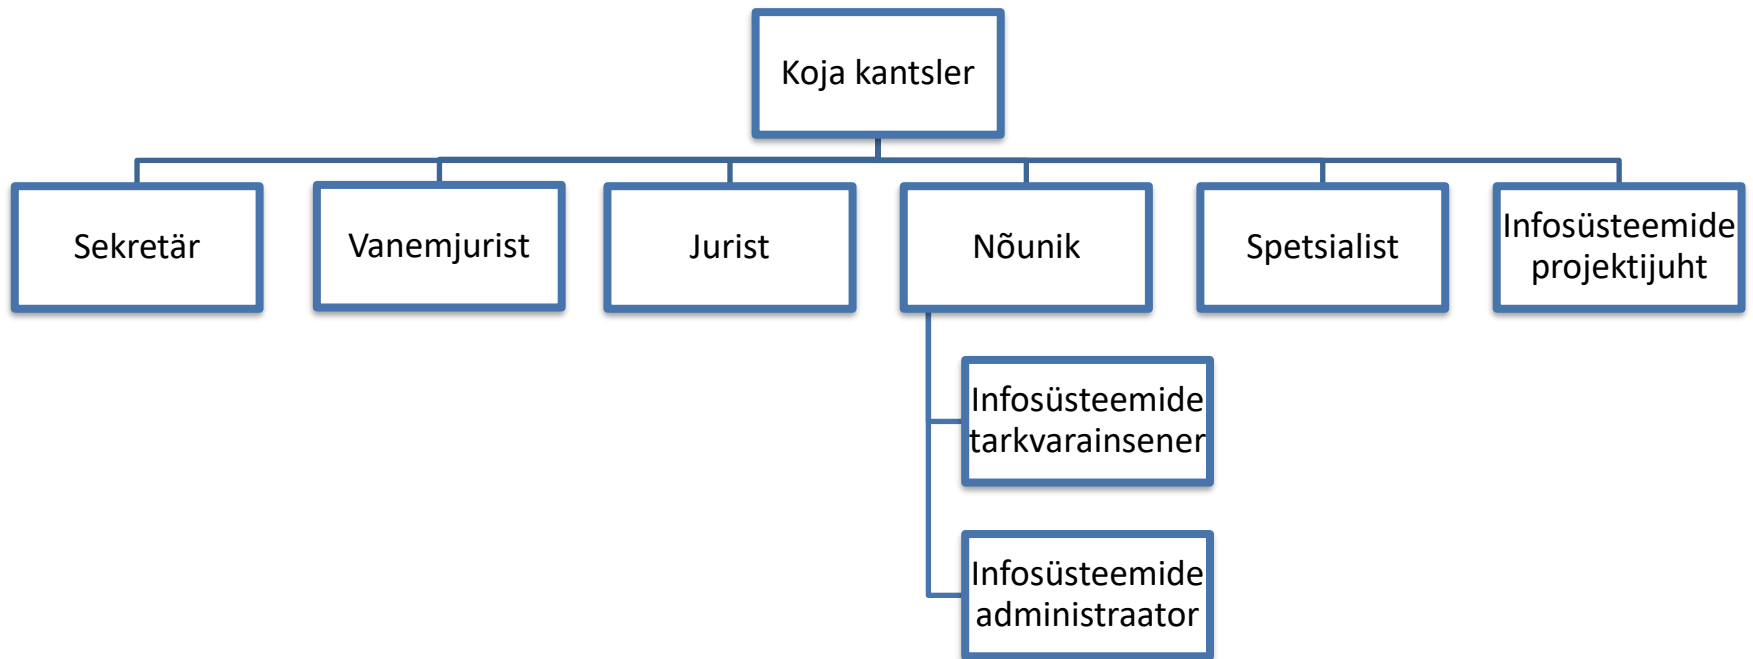 Koja kantsler
Sekretär
Vanemjurist
Jurist
Nõunik
Spetsialist
Infosüsteemide
projektijuht
Infosüsteemide
tarkvarainsener
Infosüsteemide
administraator